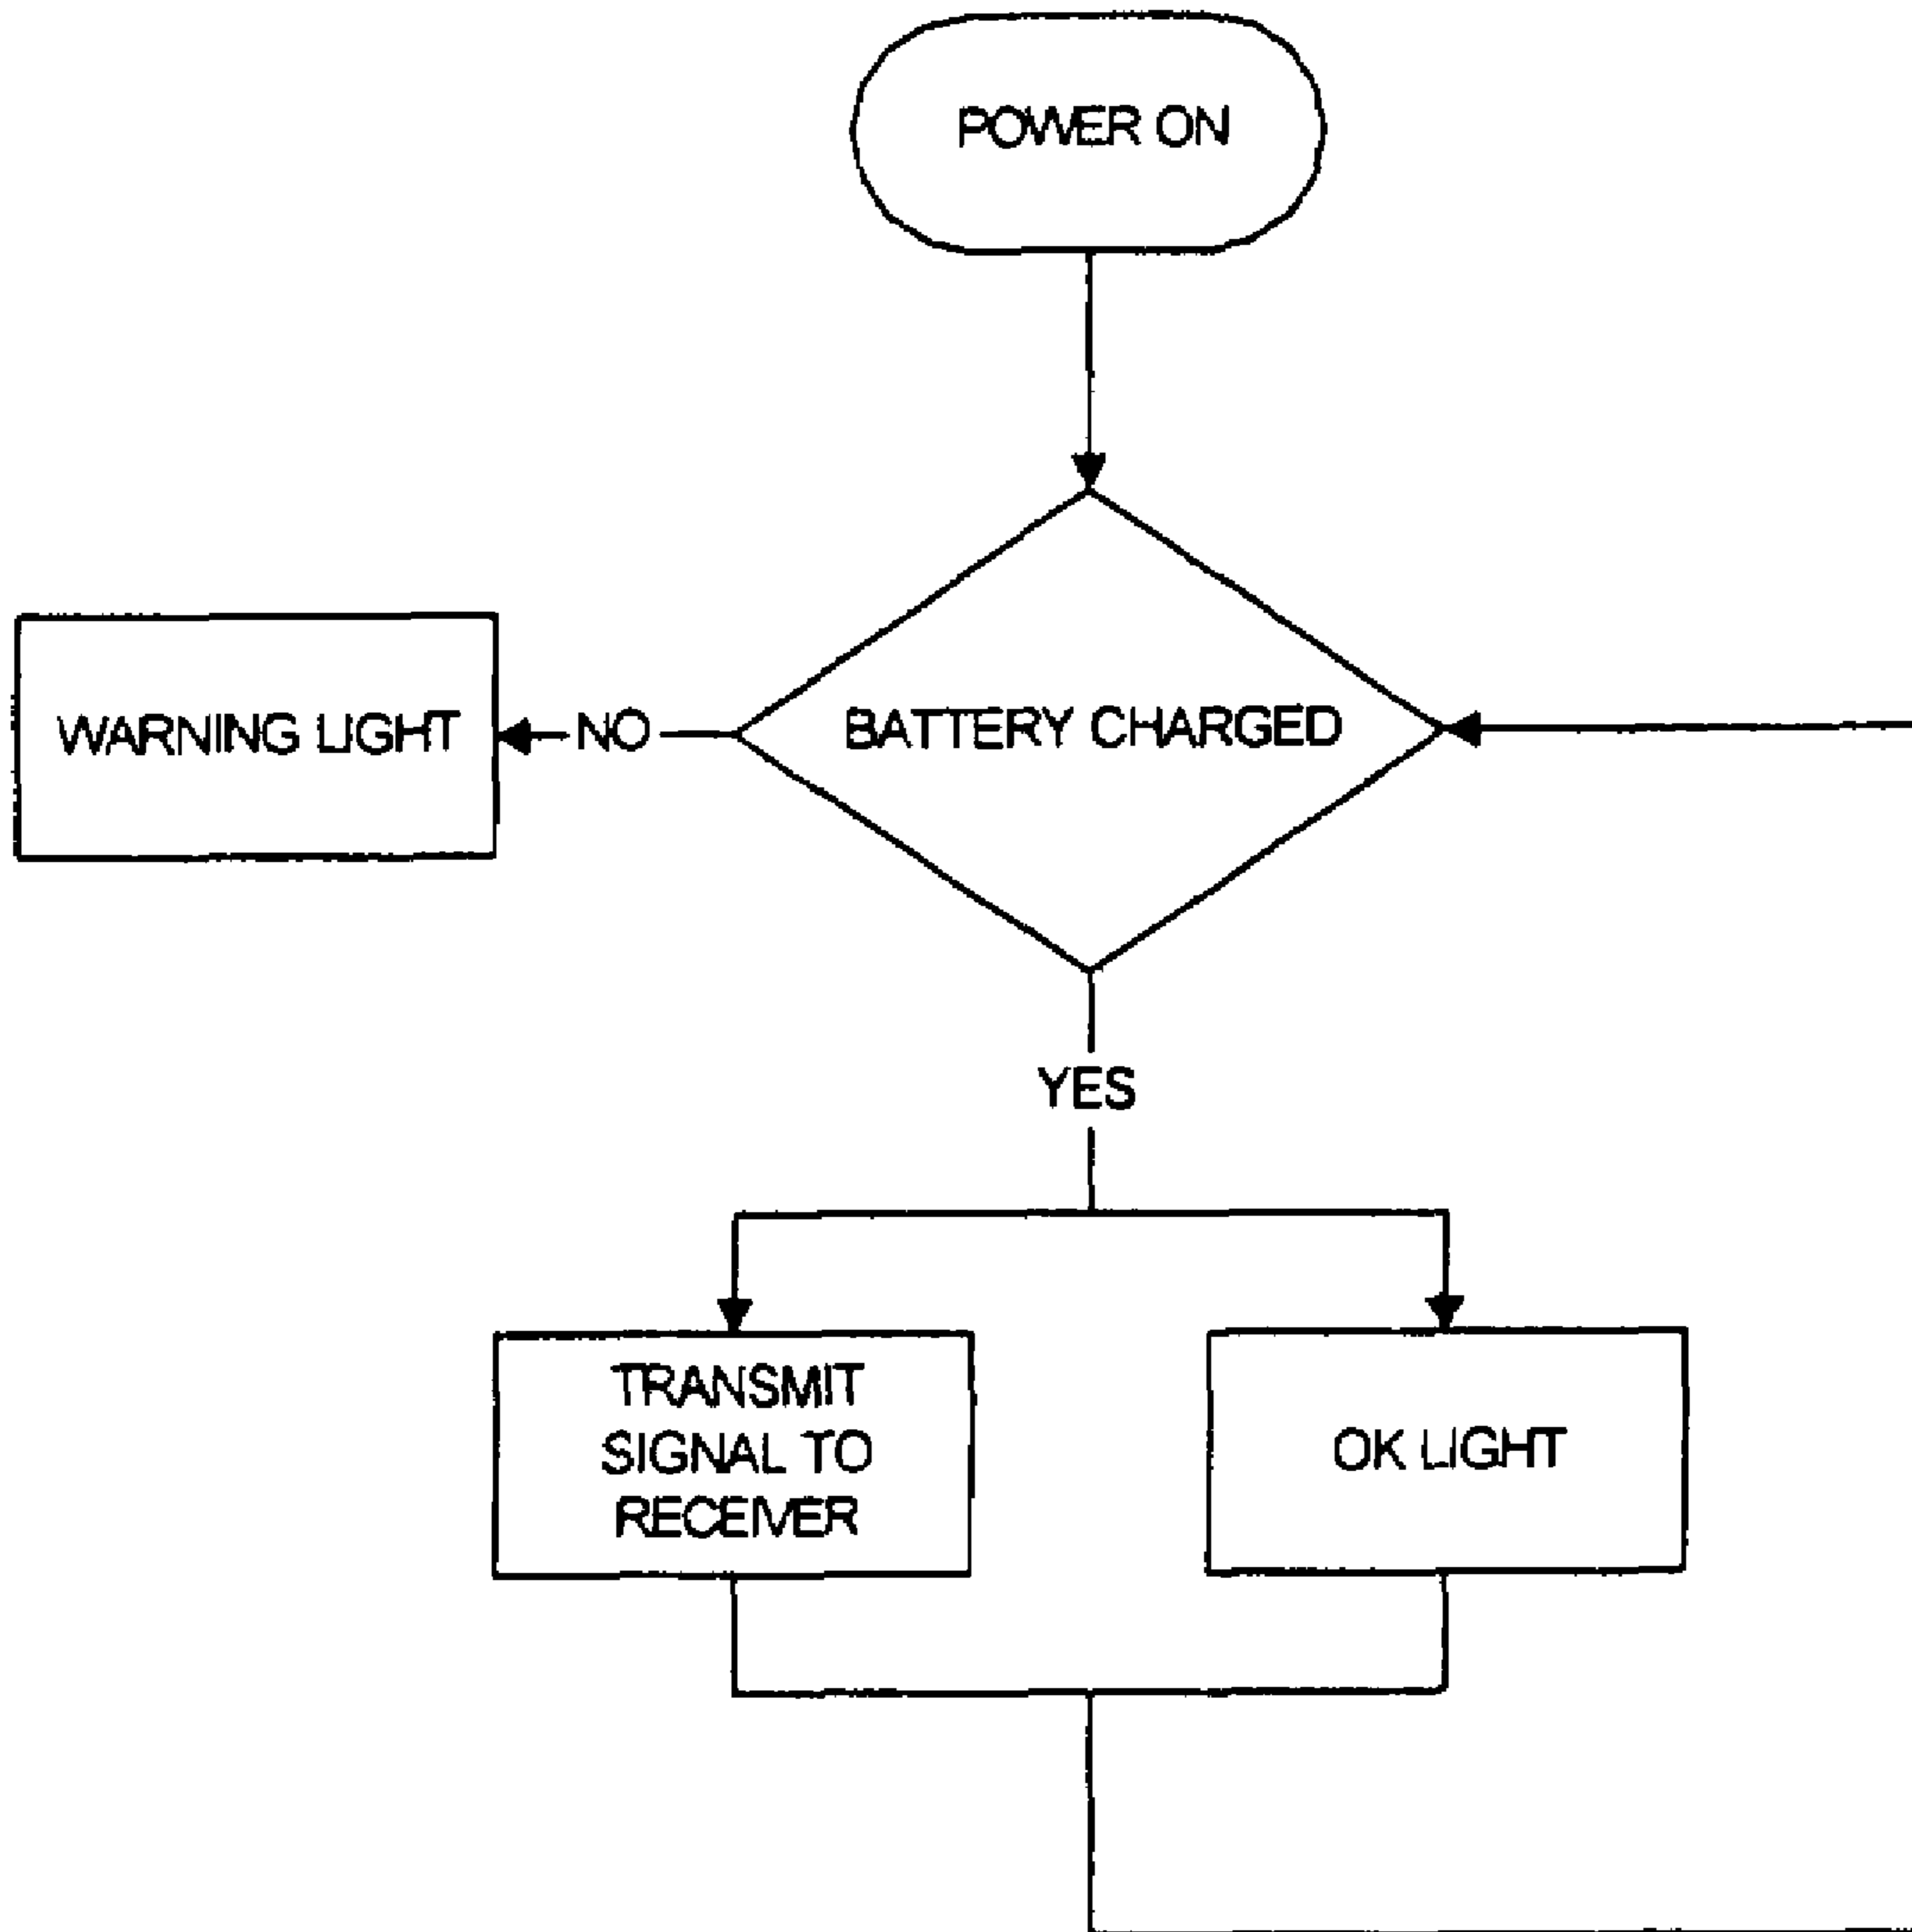 POWER ON
WARNING LIGHT
NO
BATTERY CHARGED
YES
TRANSMIT
SIGNAL TO
RECEIVER
OK LIGHT